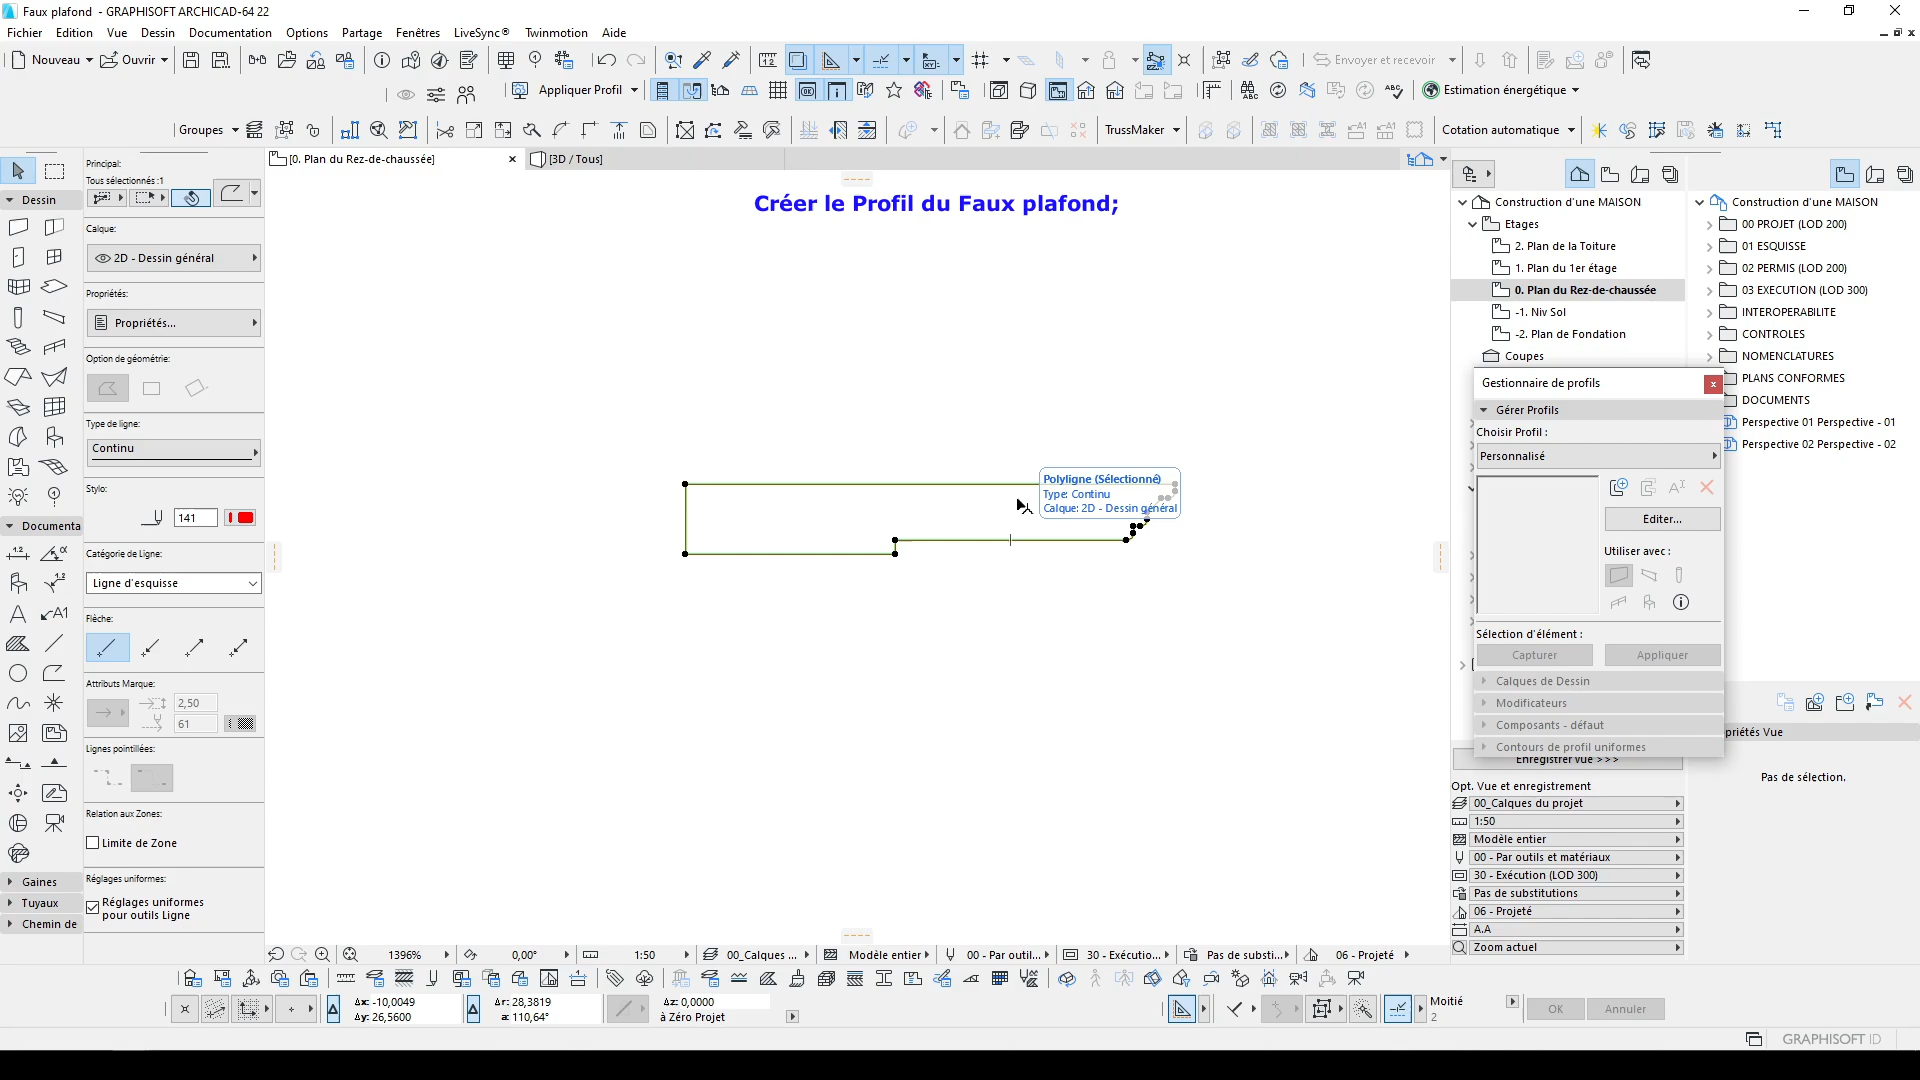 Faux plafond - GRAPHISOFT ARCHICAD-64 22
Fichier Edition Vue Dessin Documentation Options Partage Fenêtres LiveSync® Twinmotion Aide
Nouveau Ouvrir Envoyer et recevoir
Appliquer Profil Estimation énergétique
Groupes TrussMaker Cotation automatique
[0. Plan du Rez-de-chaussée] [3D / Tous]
Créer le Profil du Faux plafond;
Dessin
Documenta
Gaines
Tuyaux
Chemin de
Principal:
Tous sélectionnés :1
Calque:
2D - Dessin général
Propriétés:
Propriétés...
Option de géométrie:
Type de ligne:
Continu
Stylo:
141
Catégorie de Ligne:
Ligne d'esquisse
Flèche:
Attributs Marque:
2,50
61
Lignes pointillées:
Relation aux Zones:
Limite de Zone
Réglages uniformes:
Réglages uniformes
pour outils Ligne
Polyligne (Sélectionné)
Type: Continu
Calque: 2D - Dessin général
Construction d'une MAISON
Etages
2. Plan de la Toiture
1. Plan du 1er étage
0. Plan du Rez-de-chaussée
-1. Niv Sol
-2. Plan de Fondation
Coupes
Construction d'une MAISON
00 PROJET (LOD 200)
01 ESQUISSE
02 PERMIS (LOD 200)
03 EXECUTION (LOD 300)
INTEROPERABILITE
CONTROLES
NOMENCLATURES
PLANS CONFORMES
DOCUMENTS
Perspective 01 Perspective - 01
Perspective 02 Perspective - 02
Gestionnaire de profils
Gérer Profils
Choisir Profil :
Personnalisé
Editer...
Utiliser avec :
Sélection d'élément :
Capturer Appliquer
Calques de Dessin
Modificateurs
Composants - défaut
Contours de profil uniformes
priétés Vue
Enregistrer vue >>>
Pas de sélection.
Opt. Vue et enregistrement
00_Calques du projet
1:50
Modèle entier
00 - Par outils et matériaux
30 - Exécution (LOD 300)
Pas de substitutions
06 - Projeté
A.A
Zoom actuel
1396% 0,00° 1:50 00_Calques ... Modèle entier 00 - Par outil... 30 - Exécutio... Pas de substi... 06 - Projeté
Δx: -10,0049
Δy: 26,5600
Δr: 28,3819
a: 110,64°
Δz: 0,0000
à Zéro Projet
Moitié
2
OK Annuler
GRAPHISOFT ID